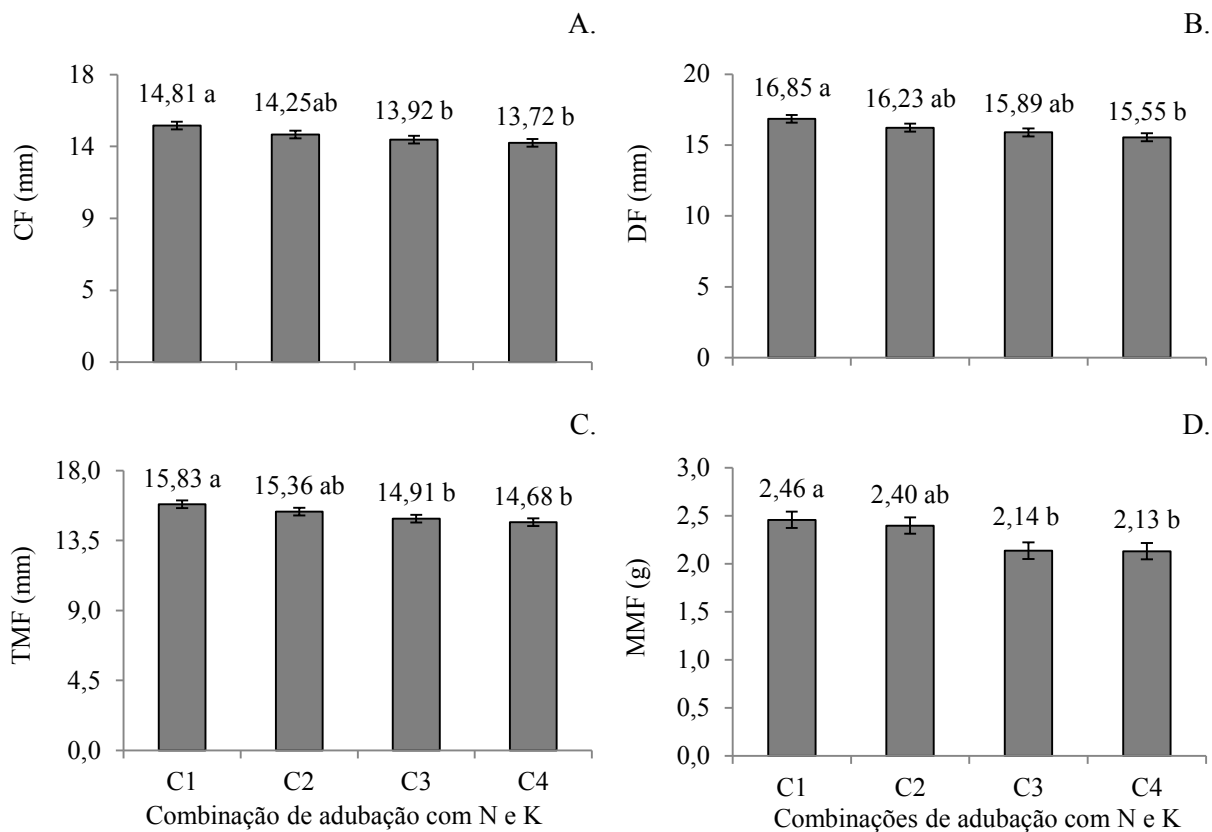 A.
18
14
9
5
0
CF (mm)
14,81 a
14,25ab
13,92 b
13,72 b
B.
20
15
10
5
0
DF (mm)
16,85 a
16,23 ab
15,89 ab
15,55 b
C.
18,0
13,5
9,0
4,5
0,0
TMF (mm)
15,83 a
15,36 ab
14,91 b
14,68 b
C1 C2 C3 C4
Combinação de adubação com N e K
D.
3,0
2,5
2,0
1,5
1,0
0,5
0,0
MMF (g)
2,46 a
2,40 ab
2,14 b
2,13 b
C1 C2 C3 C4
Combinações de adubação com N e K